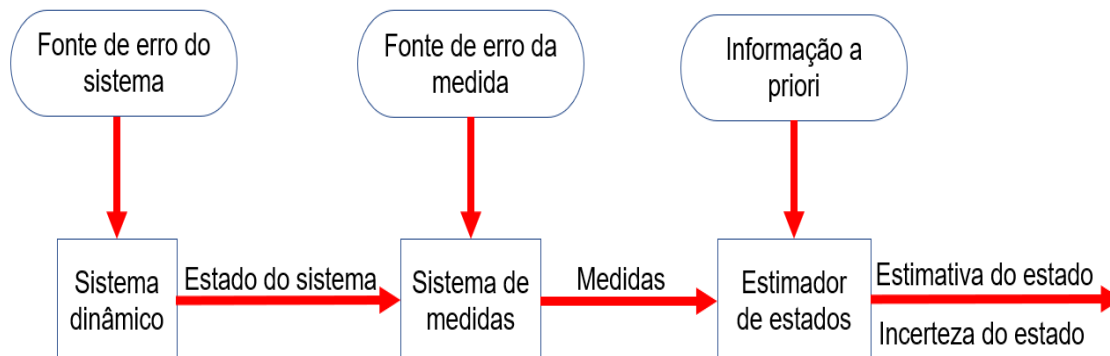 Fonte de erro do
sistema
Fonte de erro da
medida
Informação a
priori
Sistema
dinâmico
Estado do sistema
Sistema de
medidas
Medidas
Estimador
de estados
Estimativa do estado
Incerteza do estado